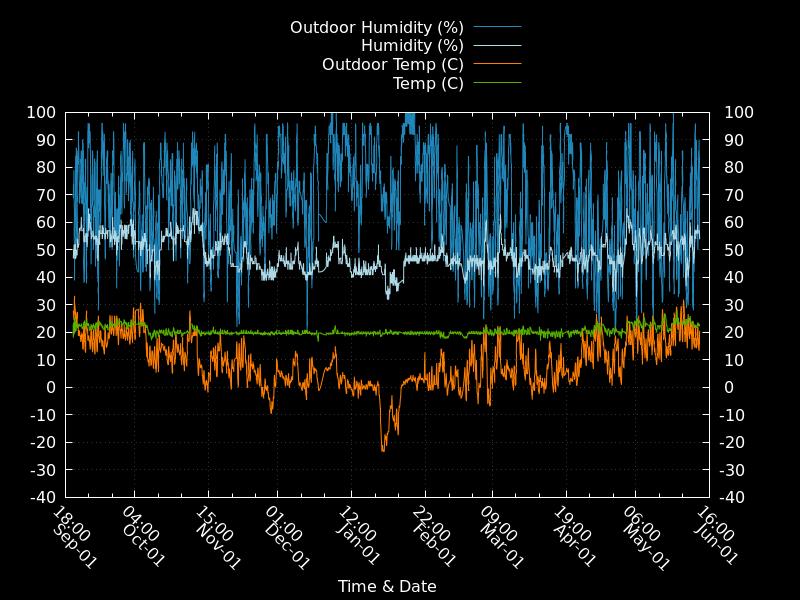 Outdoor Humidity (%)
Humidity (%)
Outdoor Temp (C)
Temp (C)
100 100
90 90
80 80
70 70
60 60
50 50
40 40
30 30
20 20
10 10
0 0
-10 -10
-20 -20
-30 -30
-40 -40
18:00 Sep-01
04:00 Oct-01
15:00 Nov-01
01:00 Dec-01
12:00 Jan-01
22:00 Feb-01
09:00 Mar-01
19:00 Apr-01
06:00 May-01
16:00 Jun-01
Time & Date